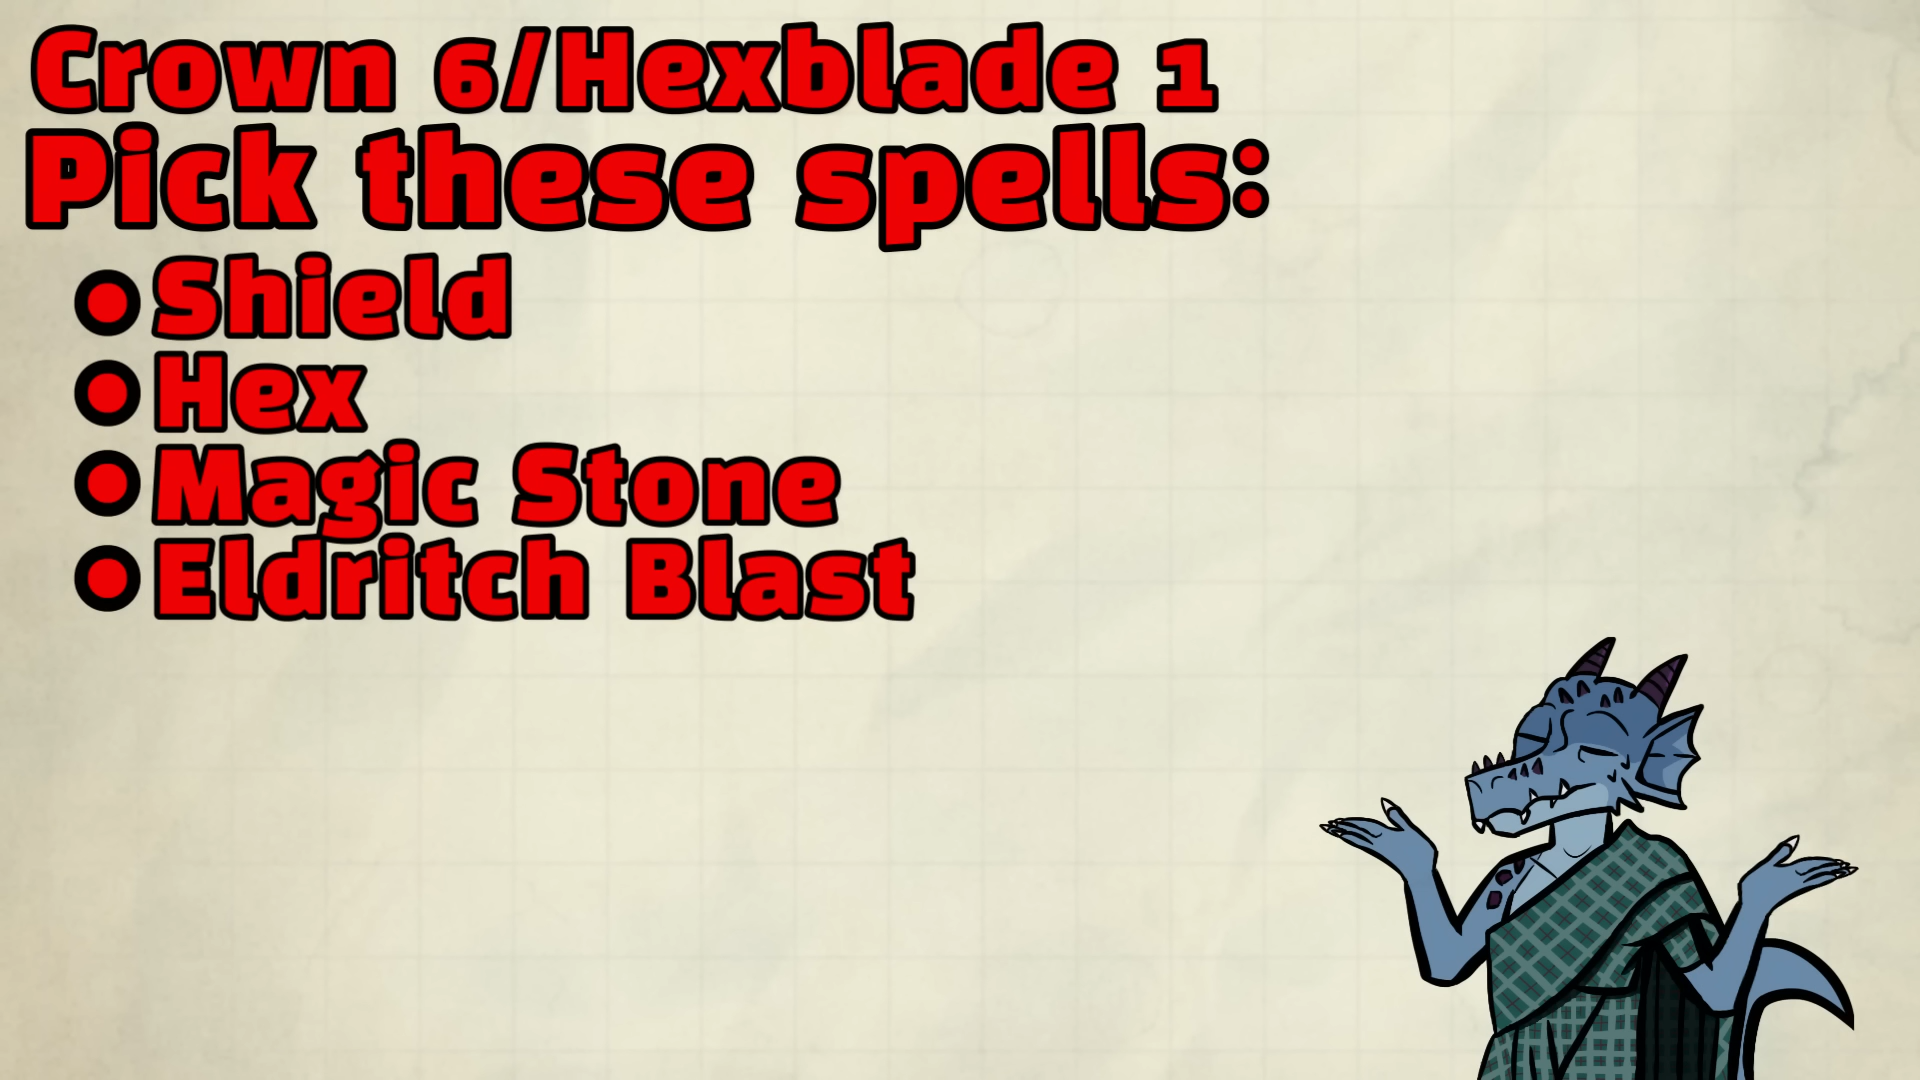 Crown 6/Hexblade 1
Pick these spells:
● Shield
● Hex
● Magic Stone
● Eldritch Blast